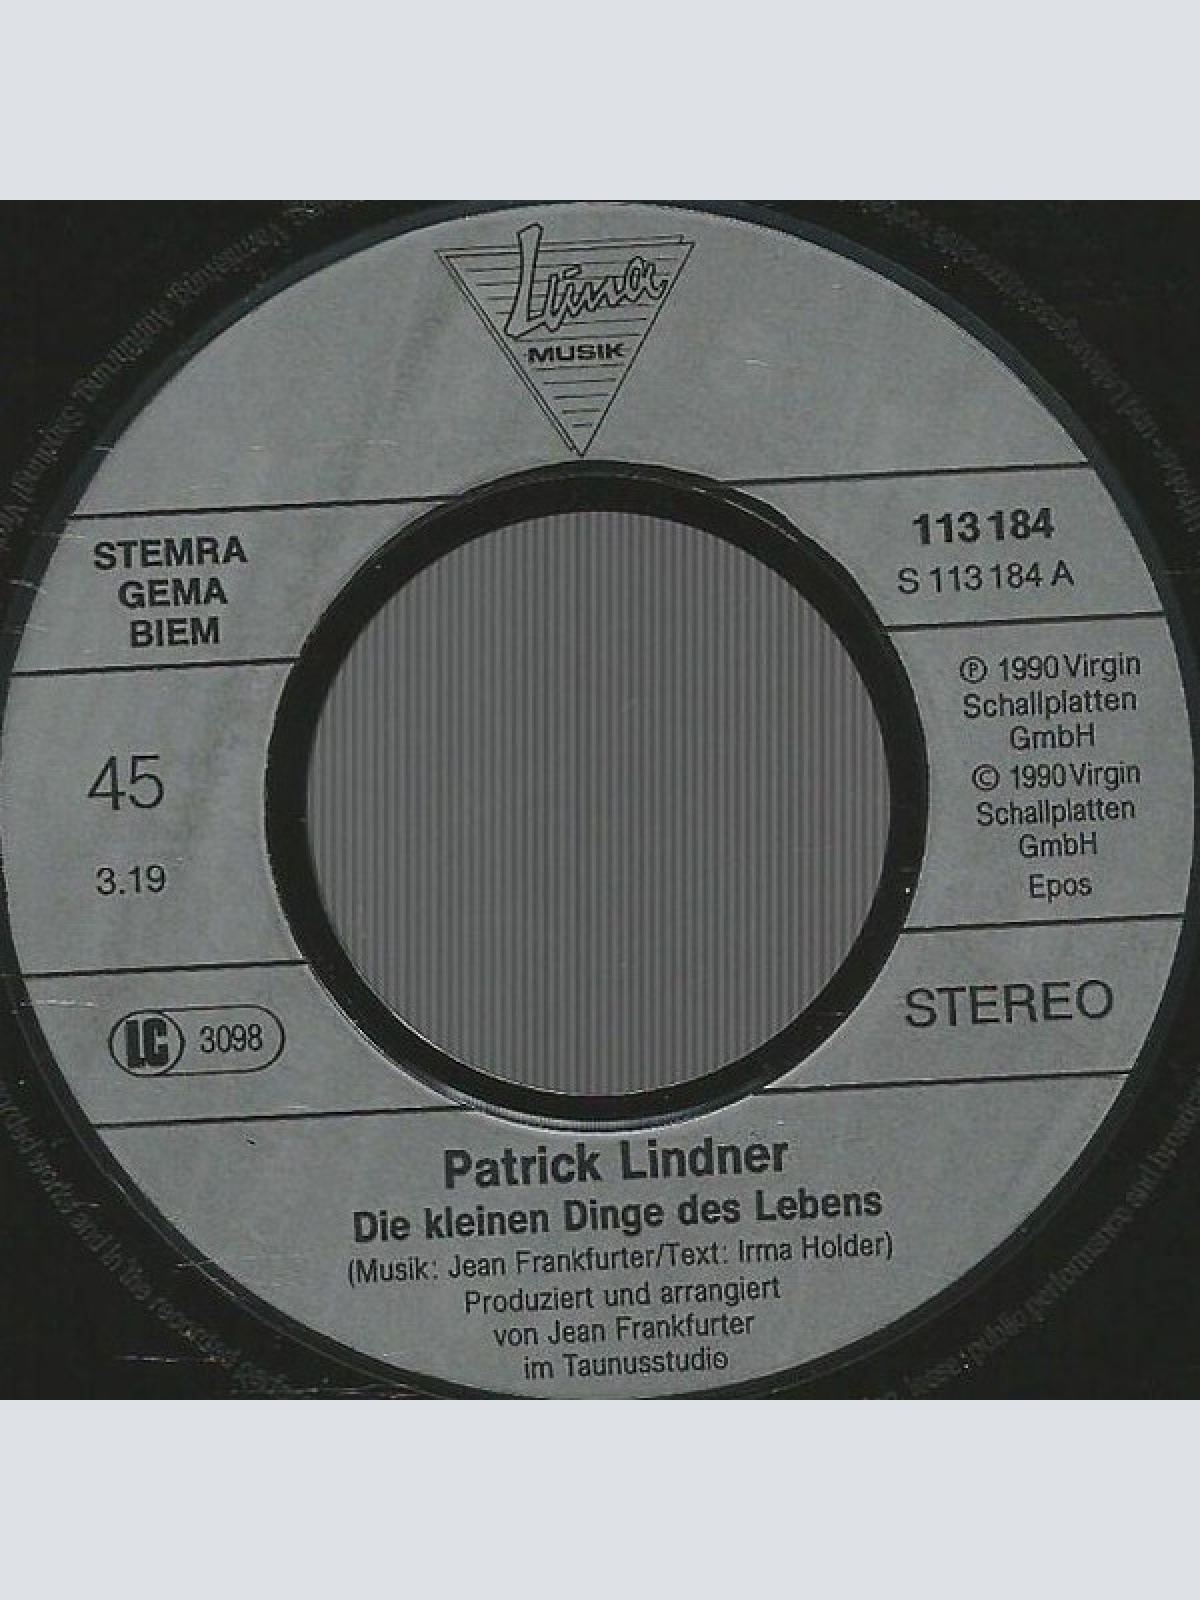 Lima
MUSIK
STEMRA
GEMA
BIEM
113 184
S 113 184 A
℗ 1990 Virgin
Schallplatten
GmbH
© 1990 Virgin
Schallplatten
GmbH
Epos
45
3.19
LC 3098
STEREO
Patrick Lindner
Die kleinen Dinge des Lebens
(Musik: Jean Frankfurter/Text: Irma Holder)
Produziert und arrangiert
von Jean Frankfurter
im Taunusstudio